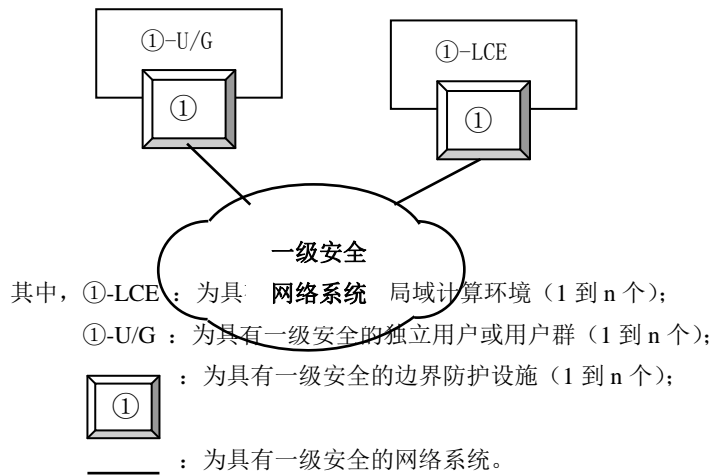 ①-U/G
①-LCE
①
①
一级安全
网络系统
其中，①-LCE ：为具 局域计算环境（1 到 n 个）；
①-U/G ：为具有一级安全的独立用户或用户群（1 到 n 个）；
①
：为具有一级安全的边界防护设施（1 到 n 个）；
：为具有一级安全的网络系统。